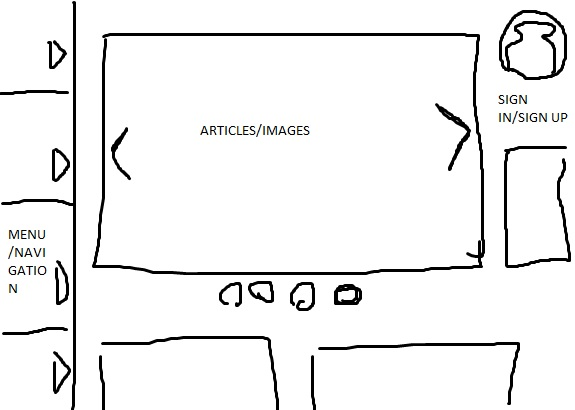 ARTICLES/IMAGES
SIGN
IN/SIGN UP
MENU
/NAVI
GATIO
N